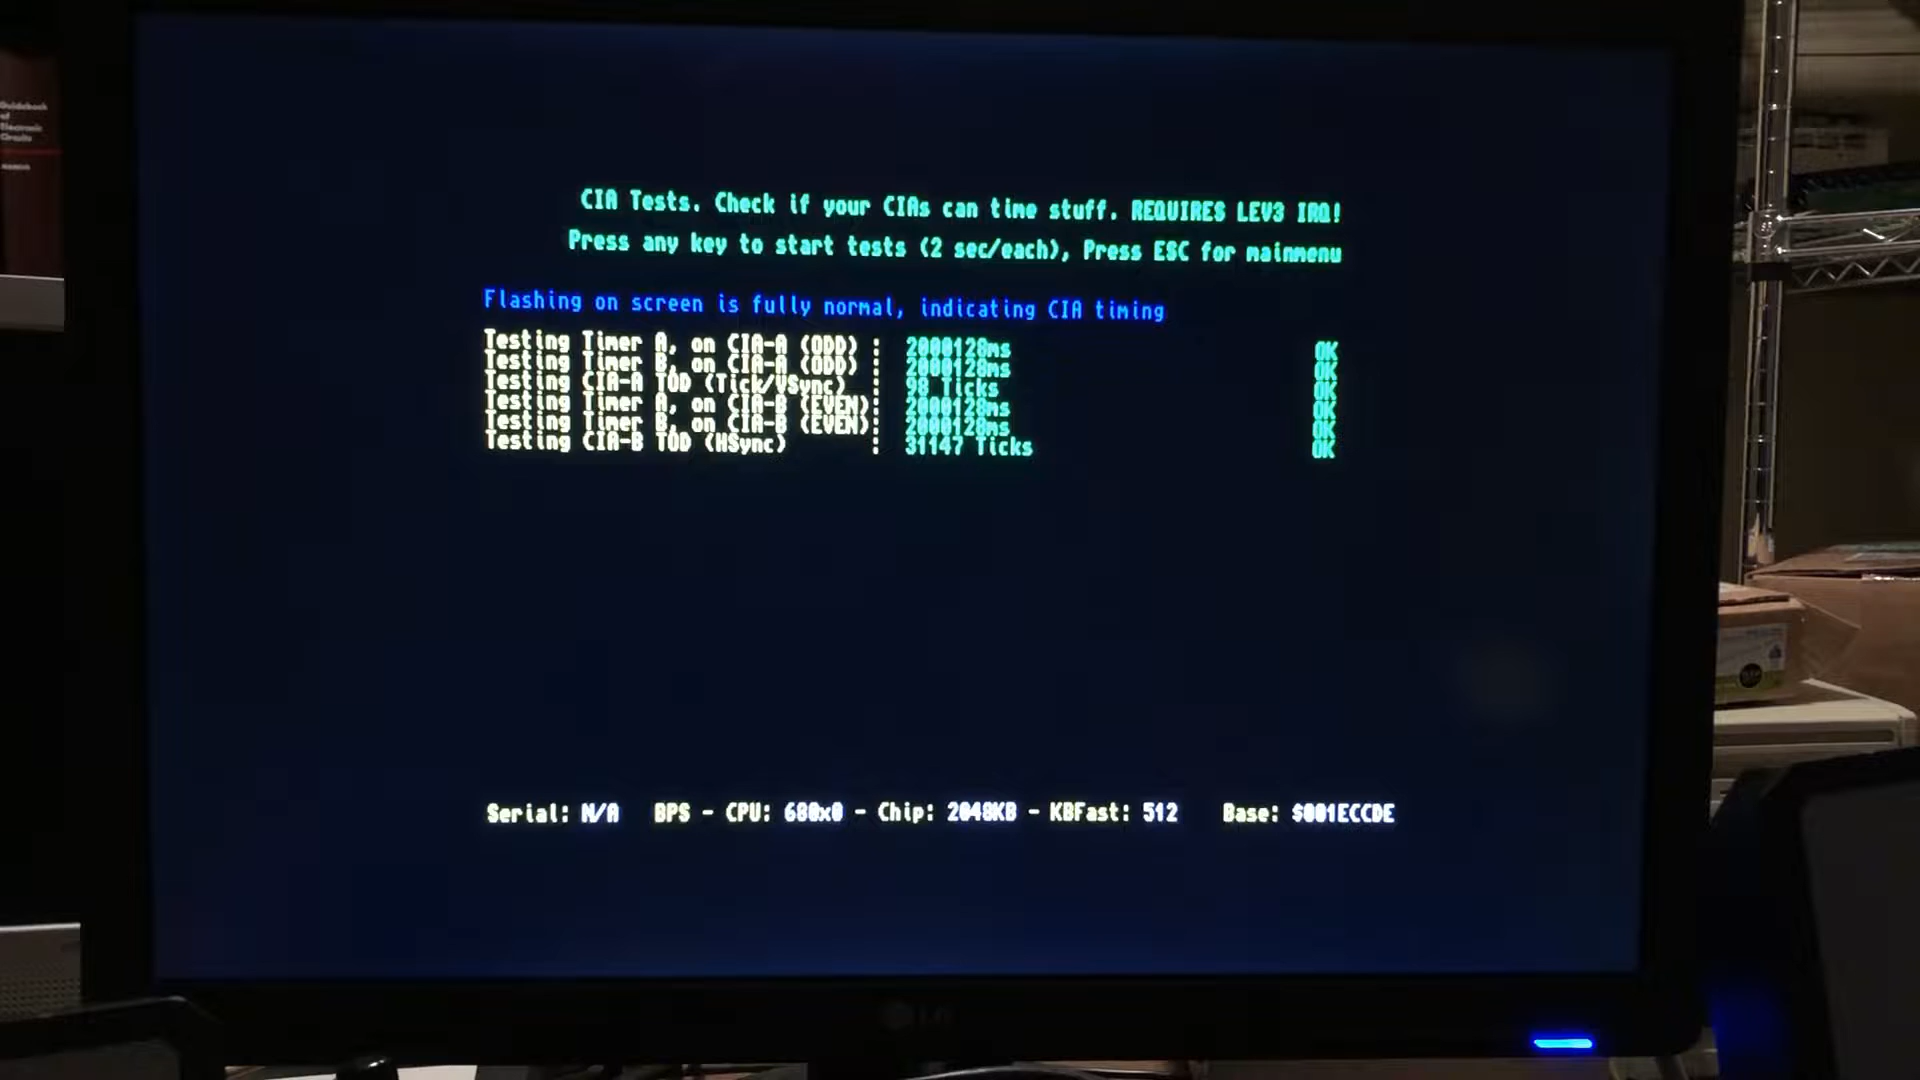 Guidebook
of
Electronic
Circuits
CIA Tests. Check if your CIAs can time stuff. REQUIRES LEV3 IRQ!
Press any key to start tests (2 sec/each), Press ESC for mainmenu
Flashing on screen is fully normal, indicating CIA timing
Testing Timer A, on CIA-A (ODD) : 2000128ms OK
Testing Timer B, on CIA-A (ODD) : 2000128ms OK
Testing CIA-A TOD (Tick/VSync) : 98 Ticks OK
Testing Timer A, on CIA-B (EVEN): 2000128ms OK
Testing Timer B, on CIA-B (EVEN): 2000128ms OK
Testing CIA-B TOD (HSync) : 31147 Ticks OK
Serial: N/A BPS - CPU: 680x0 - Chip: 2048KB - KBFast: 512 Base: $001ECCDE